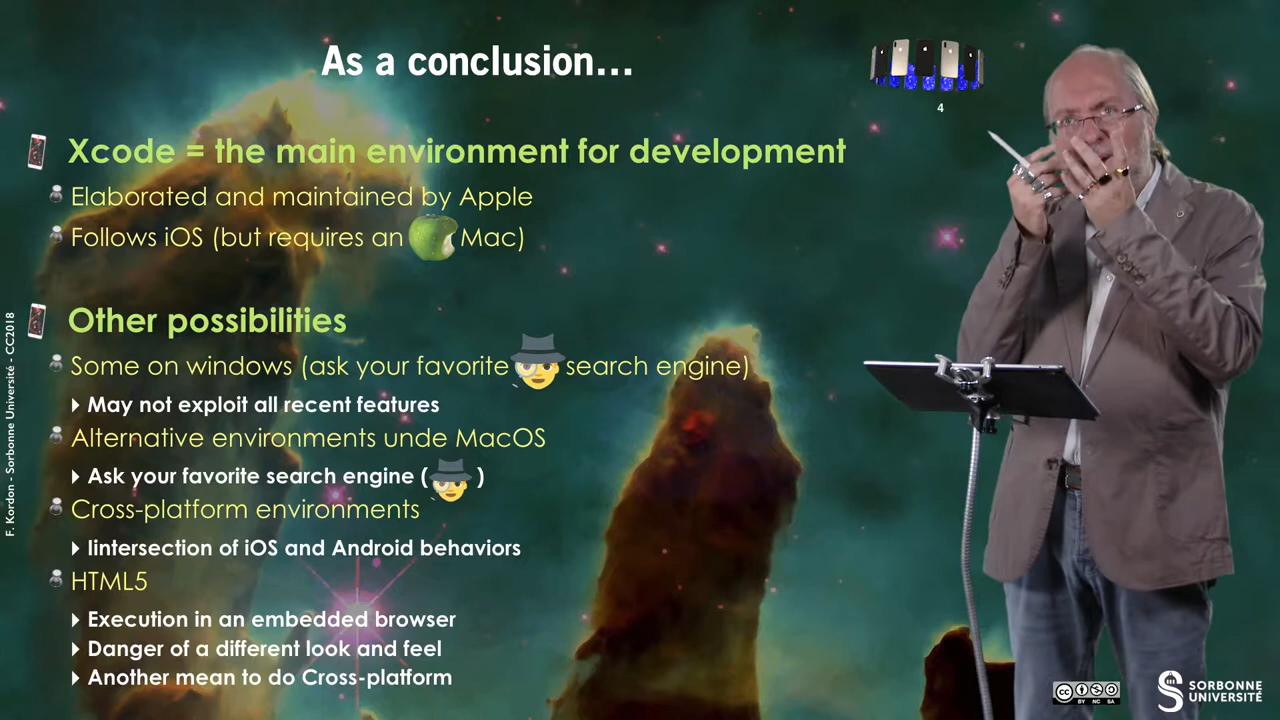 As a conclusion...
4
Xcode = the main environment for development
Elaborated and maintained by Apple
Follows iOS (but requires an Mac)
Other possibilities
Some on windows (ask your favorite search engine)
May not exploit all recent features
Alternative environments unde MacOS
Ask your favorite search engine ( )
Cross-platform environments
Iintersection of iOS and Android behaviors
HTML5
Execution in an embedded browser
Danger of a different look and feel
Another mean to do Cross-platform
F. Kordon - Sorbonne Université - CC2018
CC BY NC SA
SORBONNE
UNIVERSITÉ